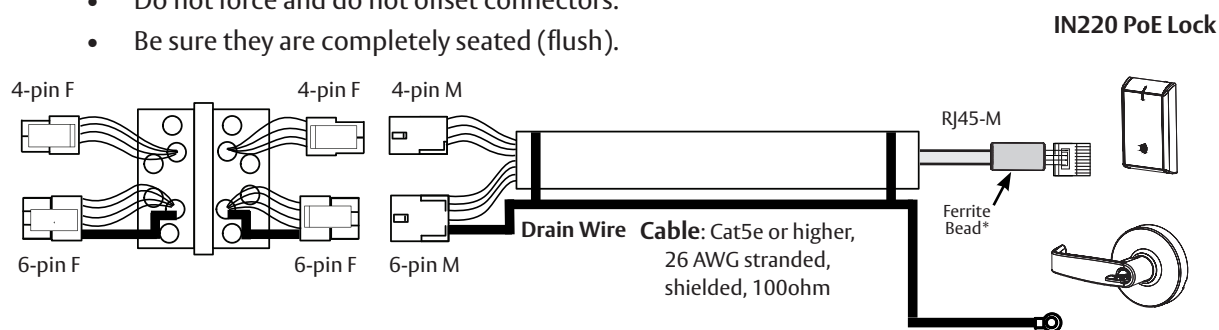 • Do not force and do not offset connectors.
• Be sure they are completely seated (flush).
IN220 PoE Lock
4-pin F
4-pin F
4-pin M
RJ45-M
Ferrite
Bead*
Drain Wire
Cable: Cat5e or higher,
26 AWG stranded,
shielded, 100ohm
6-pin F
6-pin F
6-pin M